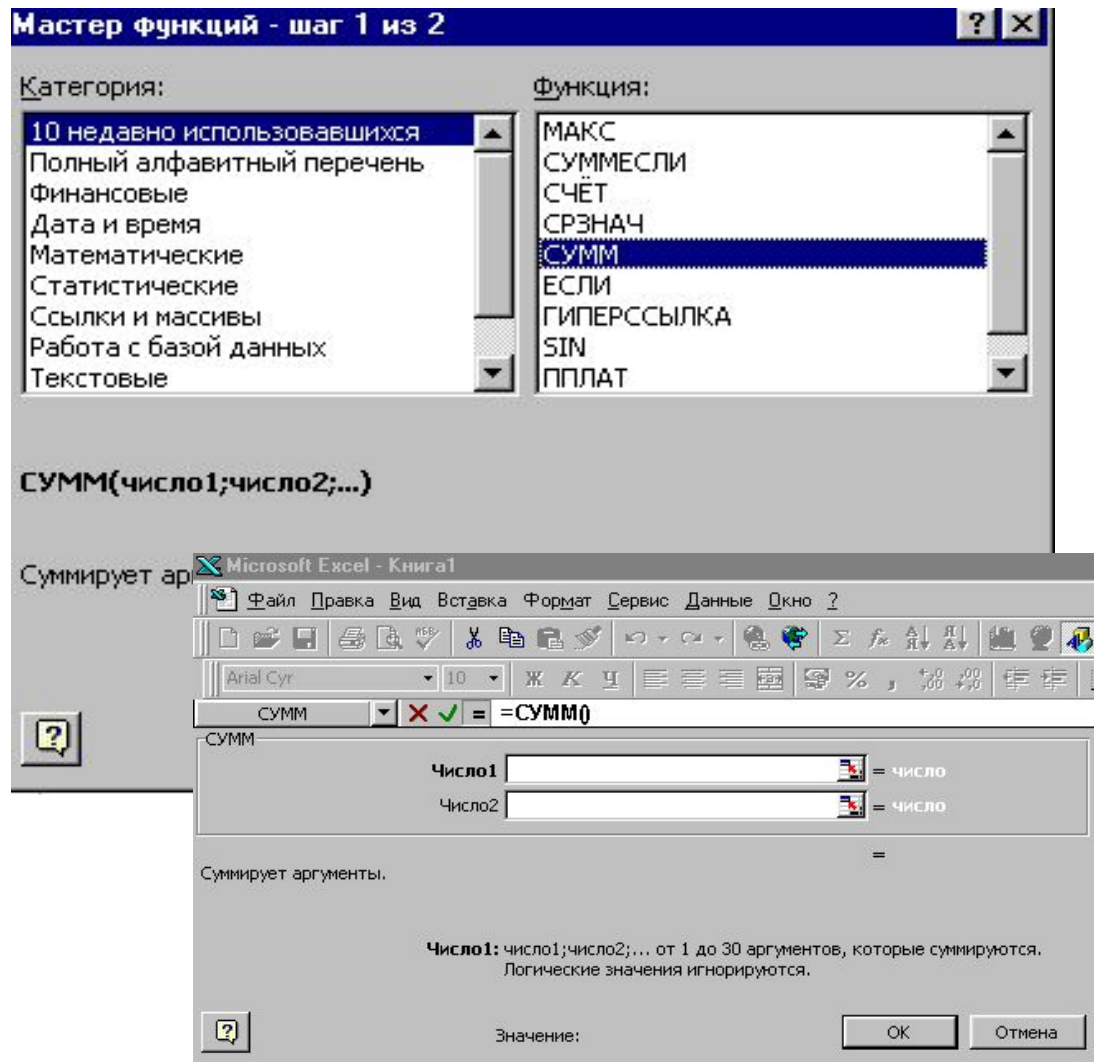 Мастер функций - шаг 1 из 2
Категория:
10 недавно использовавшихся
Полный алфавитный перечень
Финансовые
Дата и время
Математические
Статистические
Ссылки и массивы
Работа с базой данных
Текстовые
Функция:
МАКС
СУММЕСЛИ
СЧЁТ
СРЗНАЧ
СУММ
ЕСЛИ
ГИПЕРССЫЛКА
SIN
ППЛАТ
СУММ(число1;число2;...)
Суммирует
Microsoft Excel - Книга1
Файл Правка Вид Вставка Формат Сервис Данные Окно ?
Arial Cyr 10 Ж К Ч %
СУММ = =СУММ()
СУММ
Число1 = число
Число2 = число
=
Суммирует аргументы.
Число1: число1;число2;... от 1 до 30 аргументов, которые суммируются.
Логические значения игнорируются.
Значение:
ОК Отмена